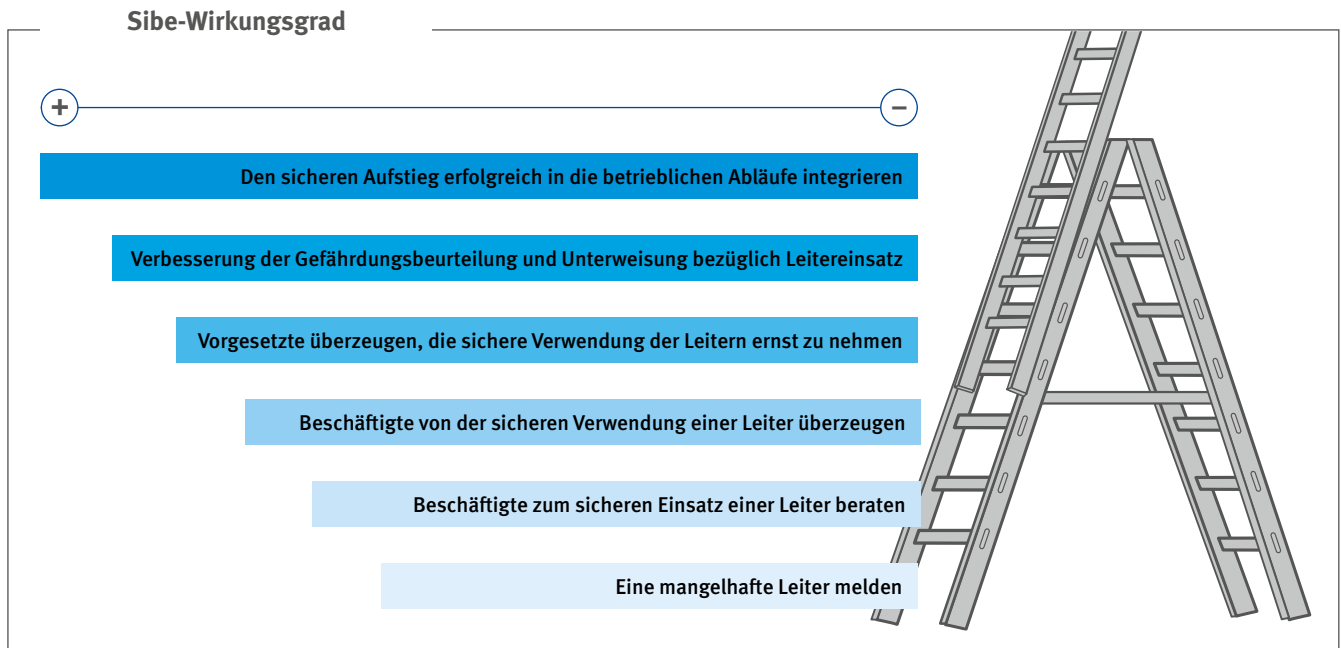 Sibe-Wirkungsgrad
+ −
Den sicheren Aufstieg erfolgreich in die betrieblichen Abläufe integrieren
Verbesserung der Gefährdungsbeurteilung und Unterweisung bezüglich Leitereinsatz
Vorgesetzte überzeugen, die sichere Verwendung der Leitern ernst zu nehmen
Beschäftigte von der sicheren Verwendung einer Leiter überzeugen
Beschäftigte zum sicheren Einsatz einer Leiter beraten
Eine mangelhafte Leiter melden